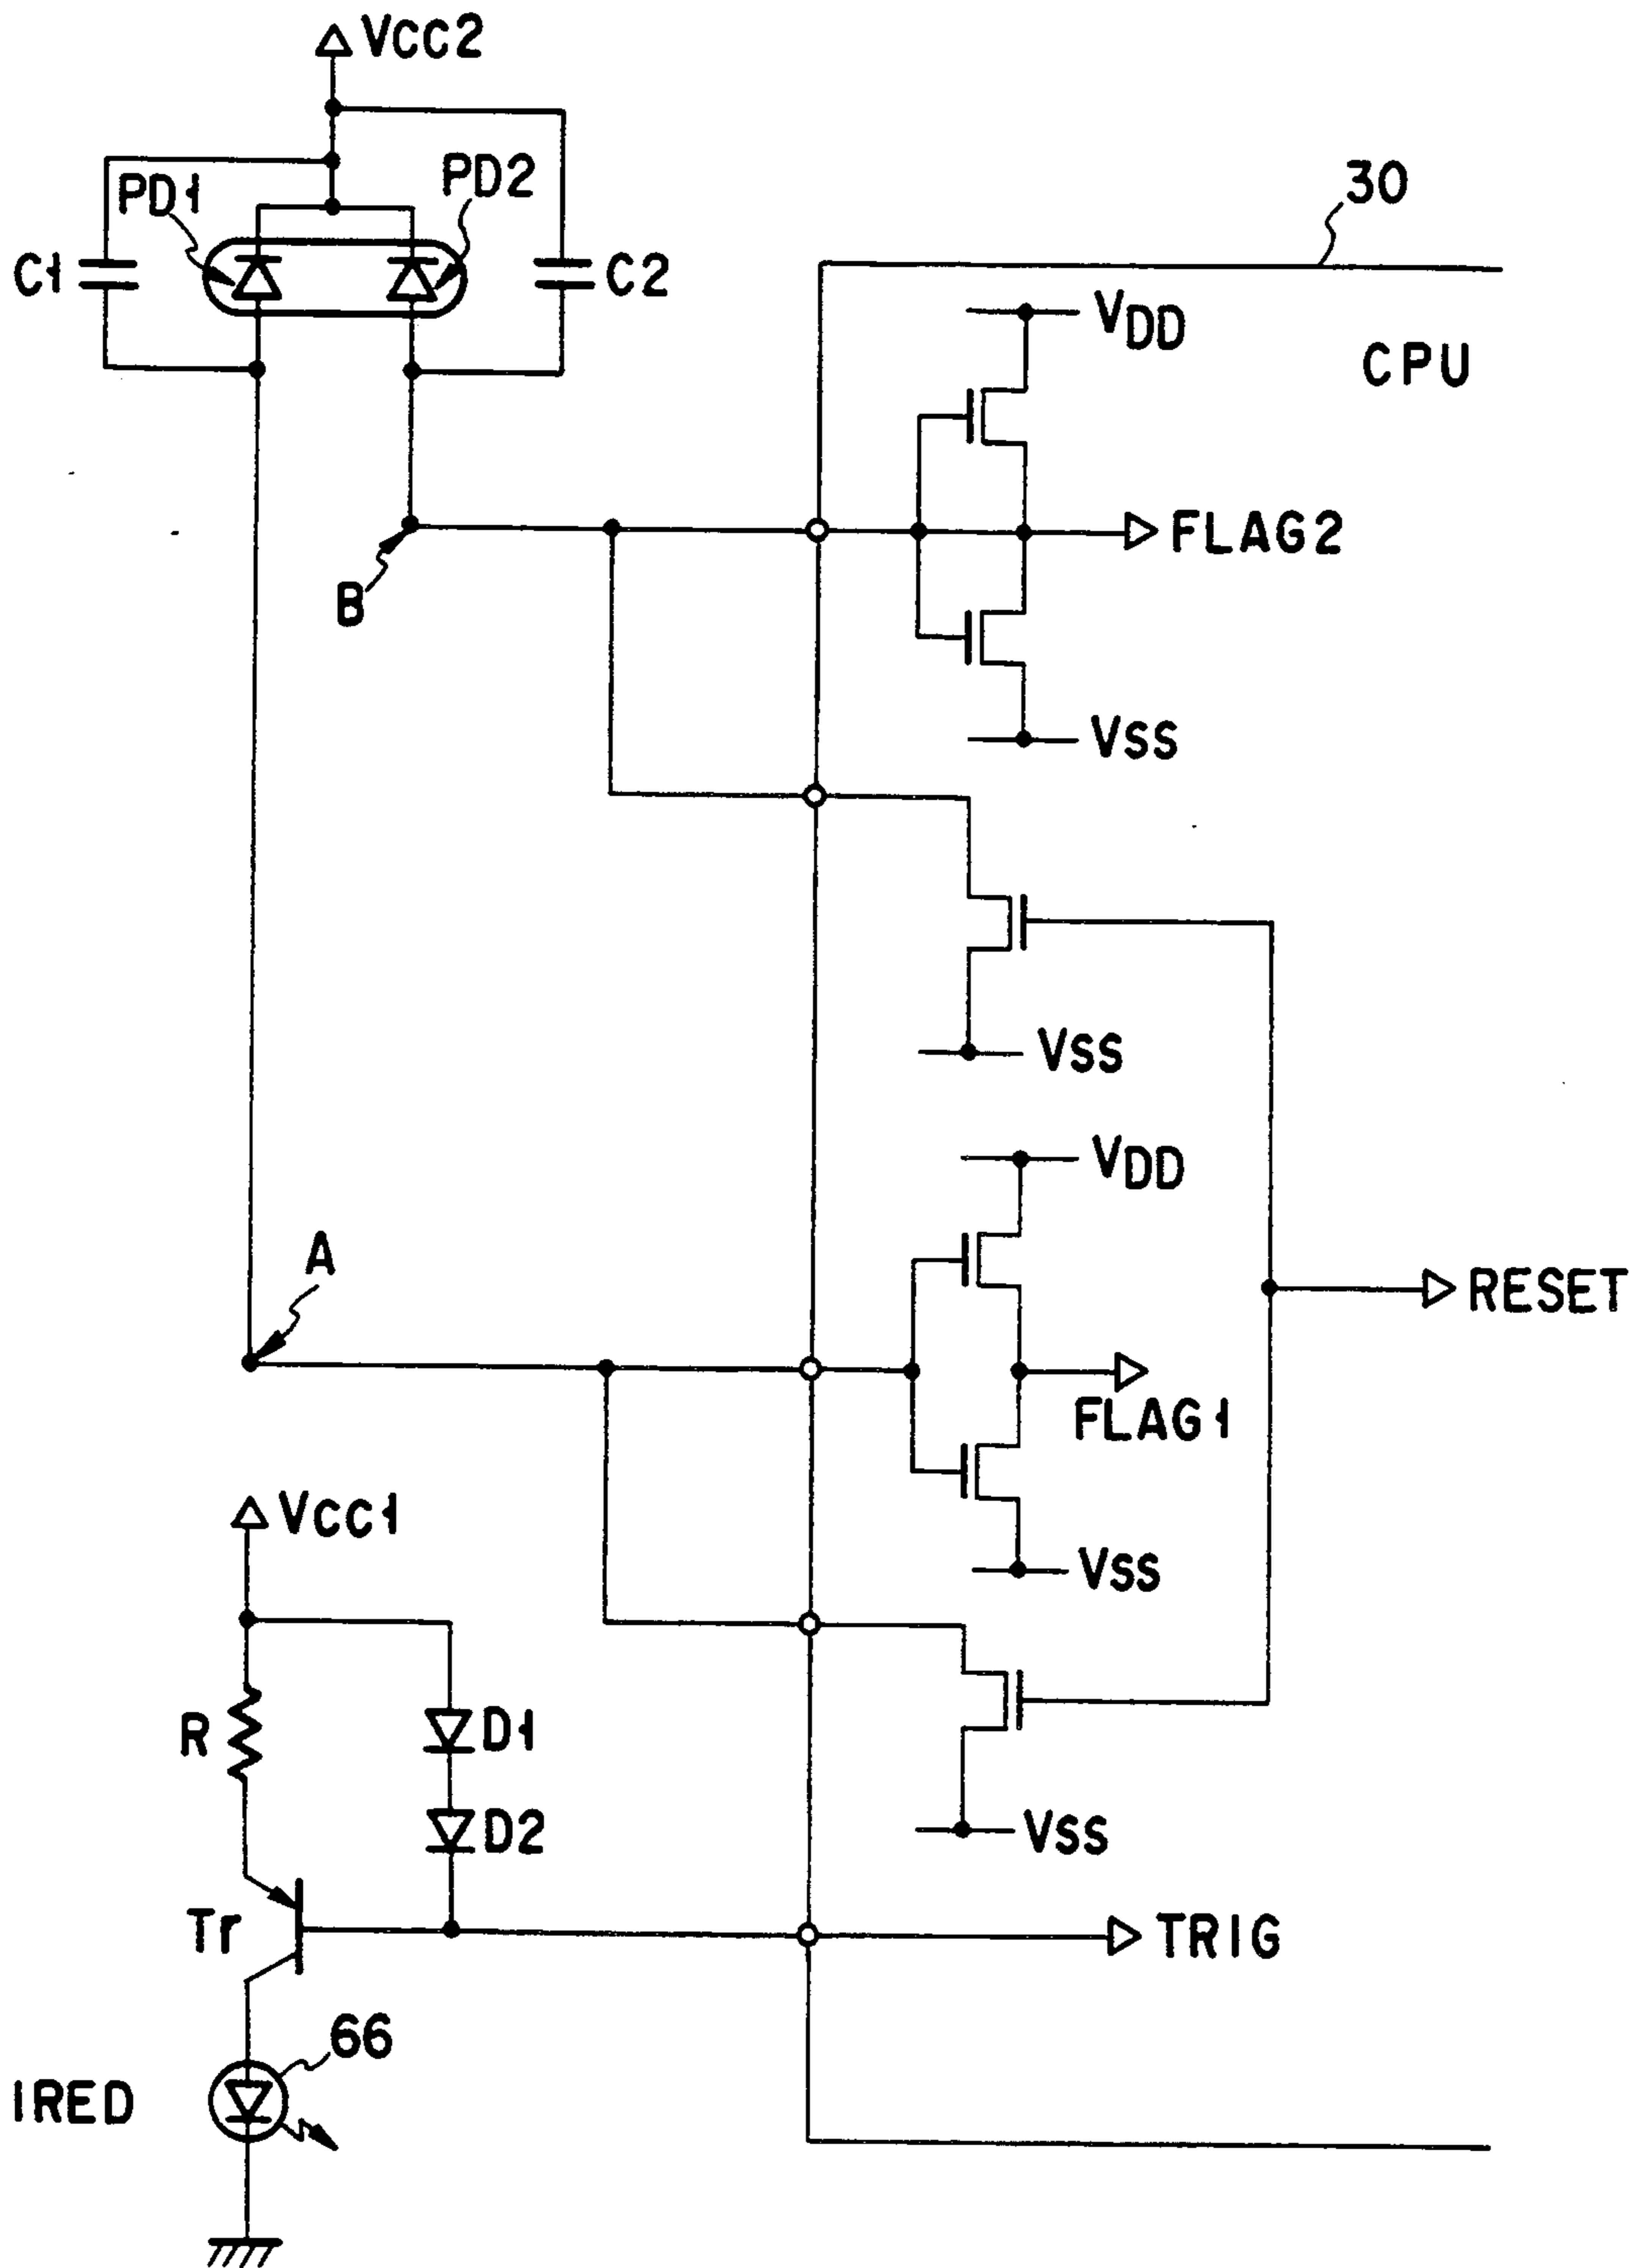 VCC2
PD1
PD2
30
C1
C2
VDD
CPU
FLAG2
B
VSS
VSS
VDD
A
RESET
FLAG1
VCC1
VSS
R
D1
D2
VSS
Tr
TRIG
66
IRED